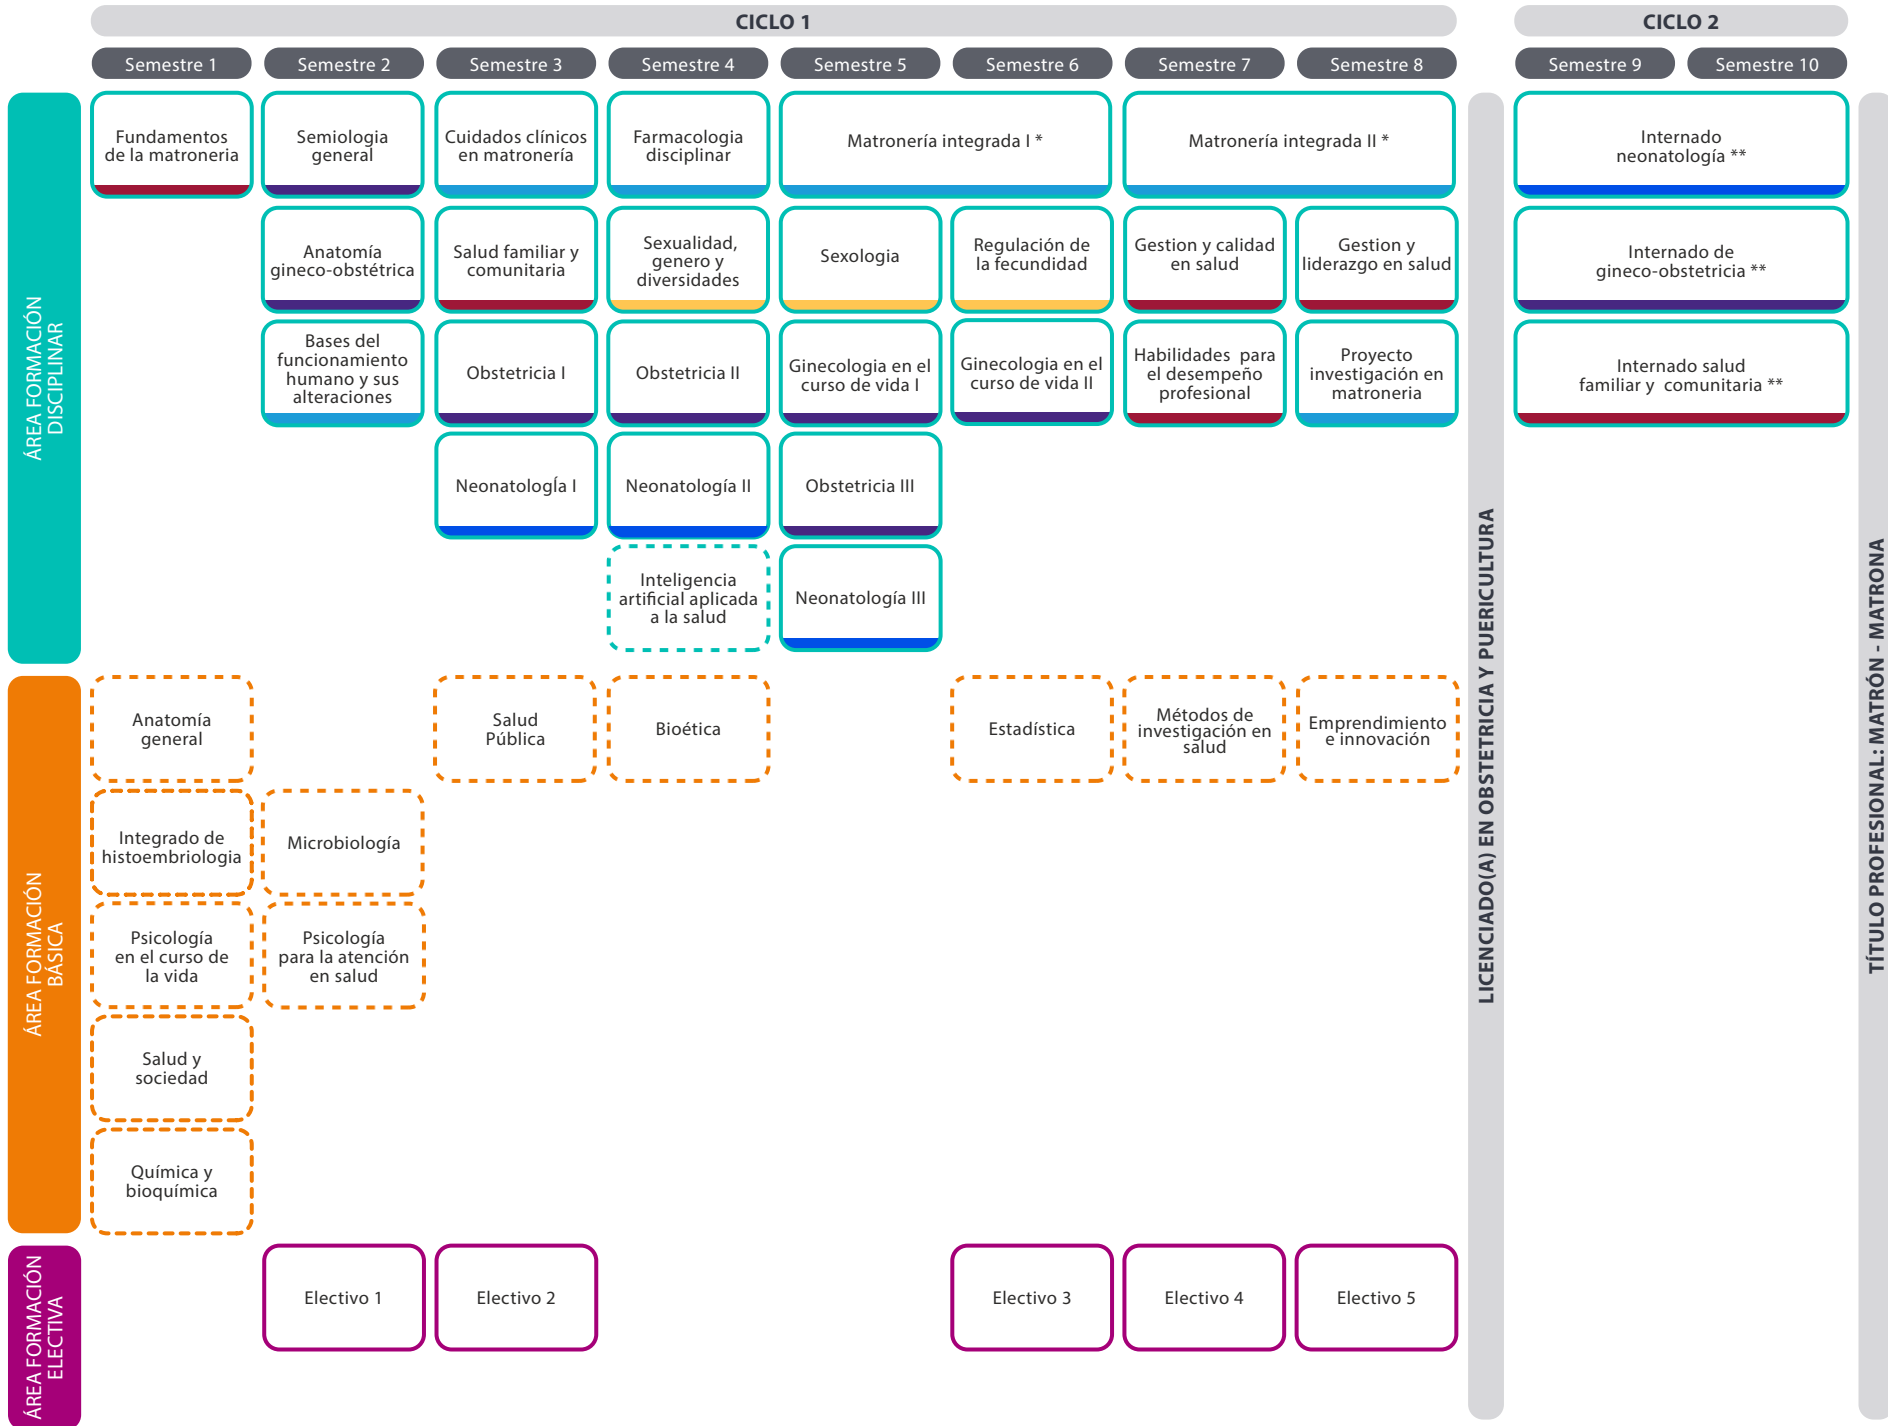 CICLO 1
CICLO 2
Semestre 1
Semestre 2
Semestre 3
Semestre 4
Semestre 5
Semestre 6
Semestre 7
Semestre 8
Semestre 9
Semestre 10
ÁREA FORMACIÓN
DISCIPLINAR
Fundamentos
de la matroneria
Semiologia
general
Cuidados clínicos
en matronería
Farmacologia
disciplinar
Matronería integrada I *
Matronería integrada II *
Internado
neonatología **
Anatomía
gineco-obstétrica
Salud familiar y
comunitaria
Sexualidad,
genero y
diversidades
Sexologia
Regulación de
la fecundidad
Gestion y calidad
en salud
Gestion y
liderazgo en salud
Internado de
gineco-obstetricia **
Bases del
funcionamiento
humano y sus
alteraciones
Obstetricia I
Obstetricia II
Ginecologia en el
curso de vida I
Ginecologia en el
curso de vida II
Habilidades para
el desempeño
profesional
Proyecto
investigación en
matroneria
Internado salud
familiar y comunitaria **
NeonatologÍa I
Neonatología II
Obstetricia III
Inteligencia
artificial aplicada
a la salud
Neonatología III
ÁREA FORMACIÓN
BÁSICA
Anatomía
general
Salud
Pública
Bioética
Estadística
Métodos de
investigación en
salud
Emprendimiento
e innovación
Integrado de
histoembriologia
Microbiología
Psicología
en el curso de
la vida
Psicología
para la atención
en salud
Salud y
sociedad
Química y
bioquímica
ÁREA FORMACIÓN
ELECTIVA
Electivo 1
Electivo 2
Electivo 3
Electivo 4
Electivo 5
LICENCIADO(A) EN OBSTETRICIA Y PUERICULTURA
TÍTULO PROFESIONAL: MATRÓN - MATRONA